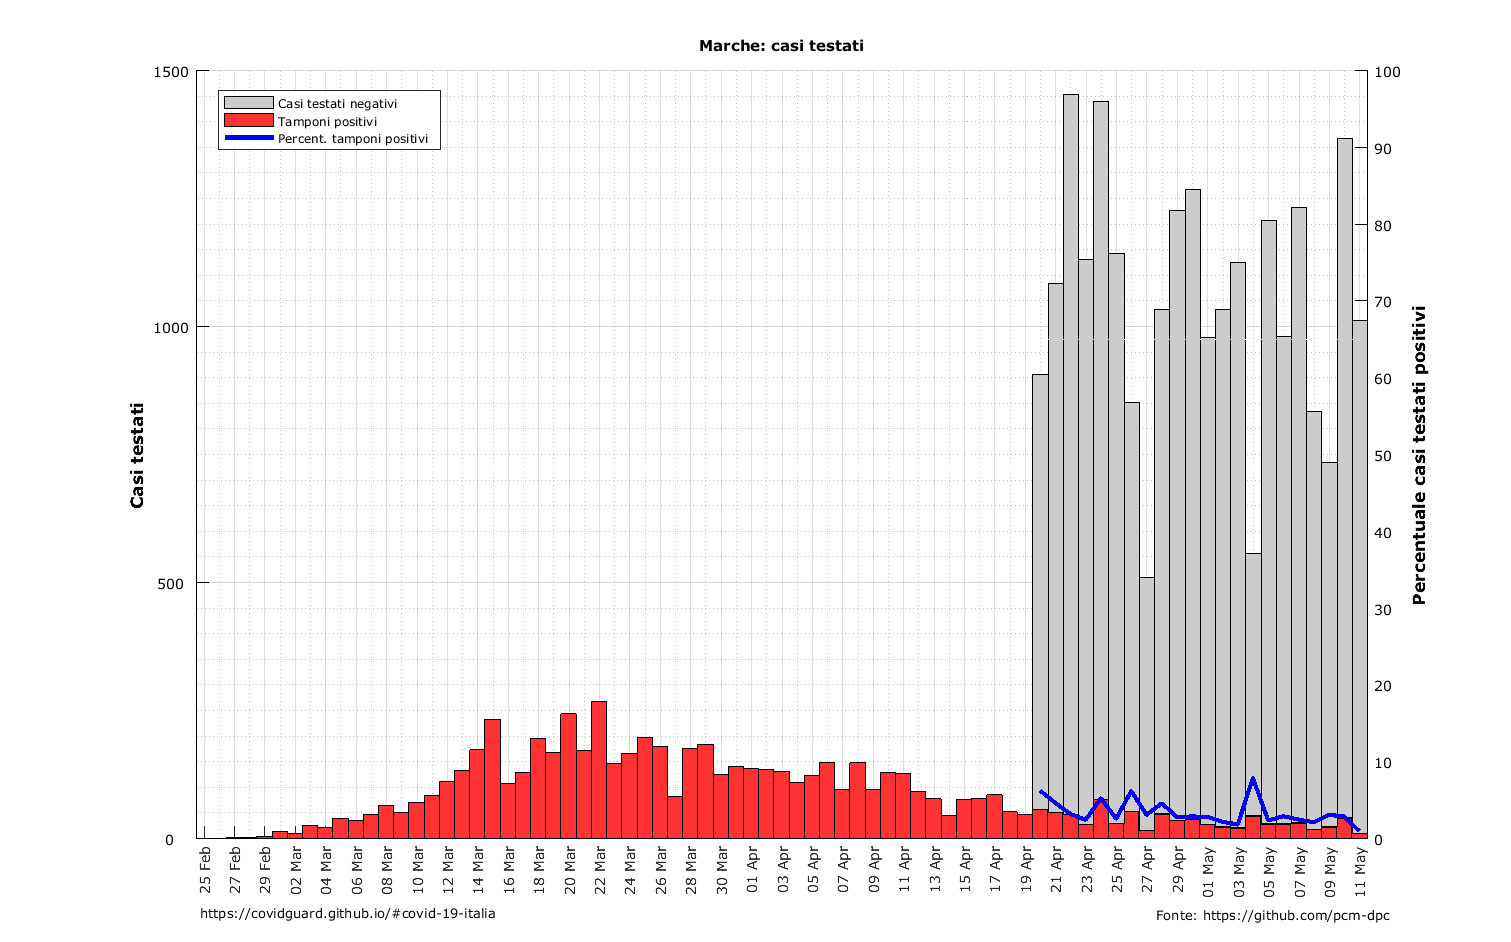 Marche: casi testati
Casi testati negativi
Tamponi positivi
Percent. tamponi positivi
Casi testati
1500
1000
500
0
Percentuale casi testati positivi
100
90
80
70
60
50
40
30
20
10
0
25 Feb
27 Feb
29 Feb
02 Mar
04 Mar
06 Mar
08 Mar
10 Mar
12 Mar
14 Mar
16 Mar
18 Mar
20 Mar
22 Mar
24 Mar
26 Mar
28 Mar
30 Mar
01 Apr
03 Apr
05 Apr
07 Apr
09 Apr
11 Apr
13 Apr
15 Apr
17 Apr
19 Apr
21 Apr
23 Apr
25 Apr
27 Apr
29 Apr
01 May
03 May
05 May
07 May
09 May
11 May
https://covidguard.github.io/#covid-19-italia
Fonte: https://github.com/pcm-dpc